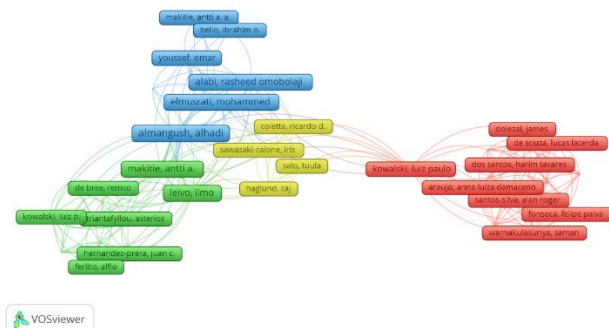 makitie, antti a. a.
bello, ibrahim o.
youssef, omar
alabi, rasheed omobolaji
elmusrati, mohammed
almangush, alhadi
coletta, ricardo d.
sawazaki-calone, iris
salo, tuula
haglund, caj
makitie, antti a.
leivo, ilmo
de bree, remco
kowalski, luiz p.
triantafyllou, asterios
hernandez-prera, juan c.
ferlito, alfio
kowalski, luiz paulo
dolezal, james
de souza, lucas lacerda
dos santos, harim tavares
araujo, anna luiza damaceno
santos-silva, alan roger
fonseca, felipe paiva
warnakulasuriya, saman
VOSviewer